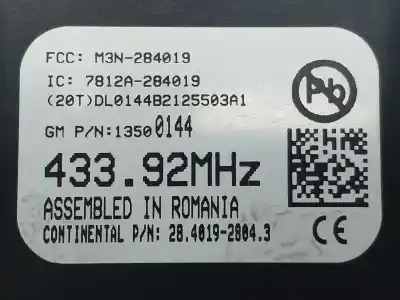 FCC: M3N-284019
IC: 7812A-284019
(20T)DL0144B2125503A1
GM P/N:13500144
433.92MHz
ASSEMBLED IN ROMANIA
CONTINENTAL P/N: 28.4019-2804.3
Pb
CE